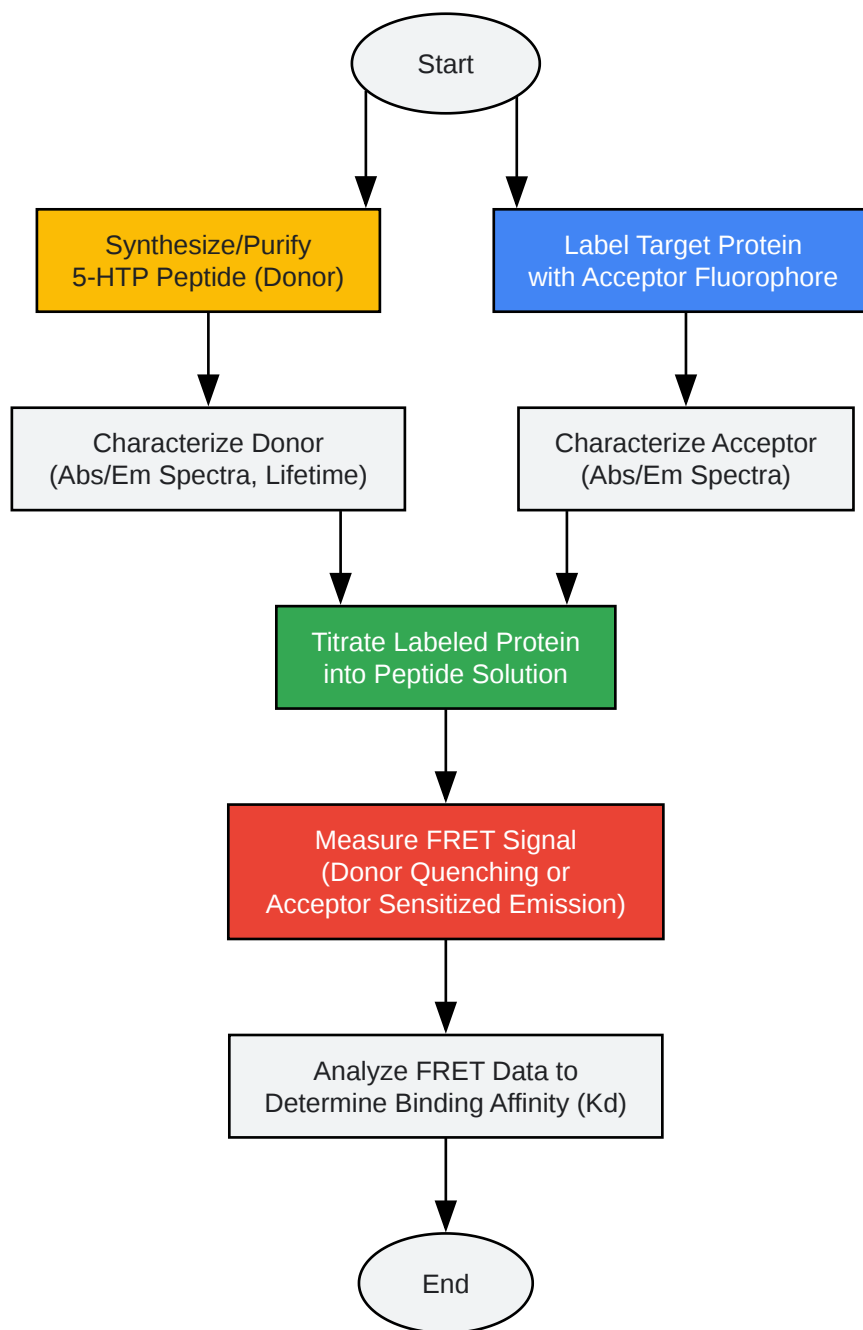 Start
Synthesize/Purify
5-HTP Peptide (Donor)
Label Target Protein
with Acceptor Fluorophore
Characterize Donor
(Abs/Em Spectra, Lifetime)
Characterize Acceptor
(Abs/Em Spectra)
Titrate Labeled Protein
into Peptide Solution
Measure FRET Signal
(Donor Quenching or
Acceptor Sensitized Emission)
Analyze FRET Data to
Determine Binding Affinity (Kd)
End